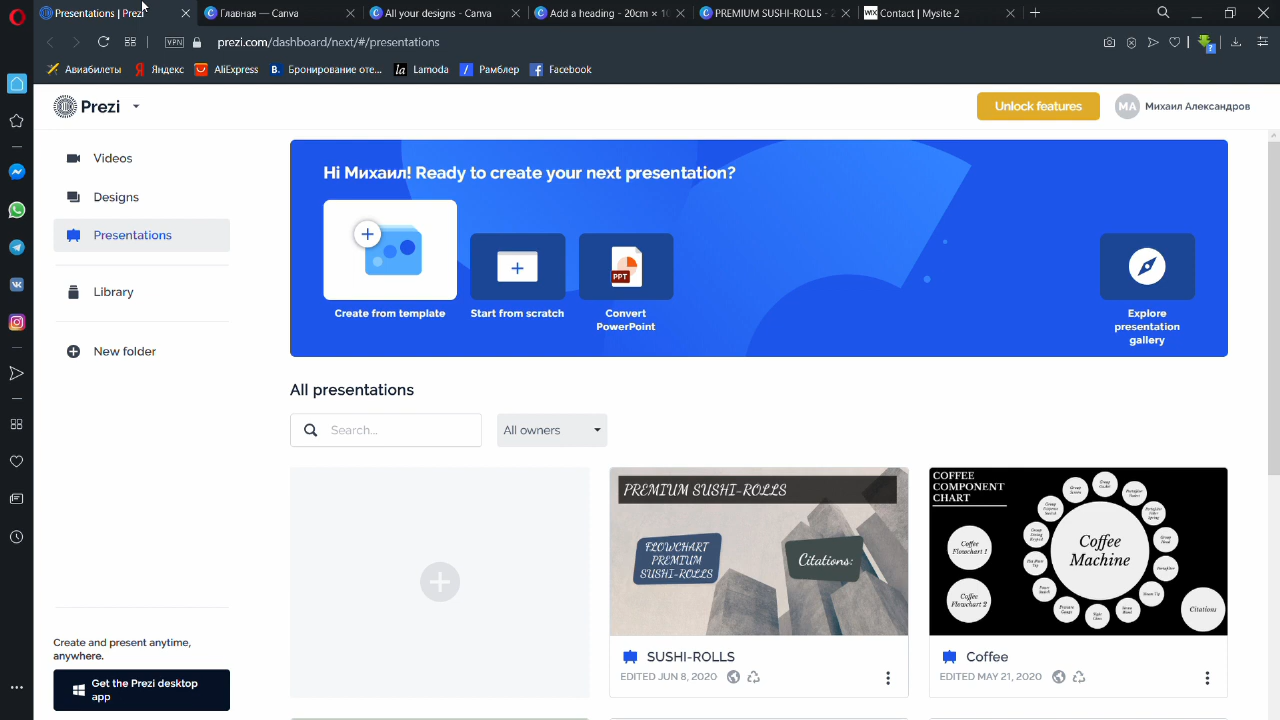 Presentations | Prezi
Главная — Canva
All your designs - Canva
Add a heading - 20cm × 10
PREMIUM SUSHI-ROLLS - 2
WIX Contact | Mysite 2
VPN
prezi.com/dashboard/next/#/presentations
Авиабилеты
Яндекс
AliExpress
B. Бронирование оте...
la Lamoda
Рамблер
Facebook
Prezi
Unlock features
MA Михаил Александров
Videos
Designs
Presentations
Library
New folder
Create and present anytime,
anywhere.
Get the Prezi desktop
app
Hi Михаил! Ready to create your next presentation?
Create from template
Start from scratch
PPT
Convert
PowerPoint
Explore
presentation
gallery
All presentations
Search...
All owners
PREMIUM SUSHI-ROLLS
FLOWCHART
PREMIUM
SUSHI-ROLLS
Citations:
SUSHI-ROLLS
EDITED JUN 8, 2020
COFFEE
COMPONENT
CHART
Coffee
Flowchart 1
Coffee
Flowchart 2
Coffee
Machine
Citations
Coffee
EDITED MAY 21, 2020